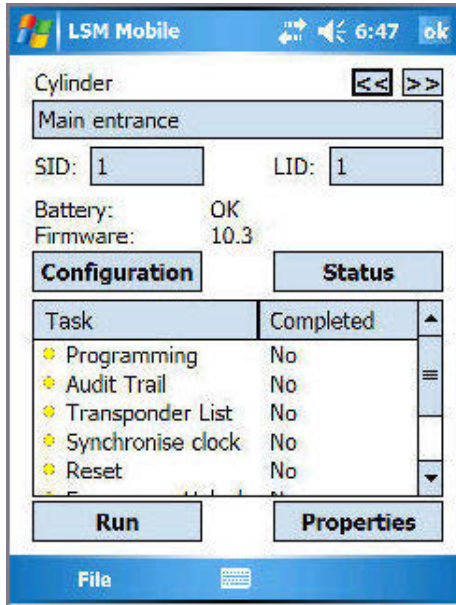 LSM Mobile 6:47 ok
Cylinder << >>
Main entrance
SID: 1 LID: 1
Battery: OK
Firmware: 10.3
Configuration Status
Task Completed
Programming No
Audit Trail No
Transponder List No
Synchronise clock No
Reset No
Run Properties
File